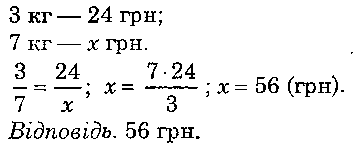 3 кг — 24 грн;
7 кг — x грн.
3/7 = 24/x; x = 7 · 24/3; x = 56 (грн).
Відповідь. 56 грн.